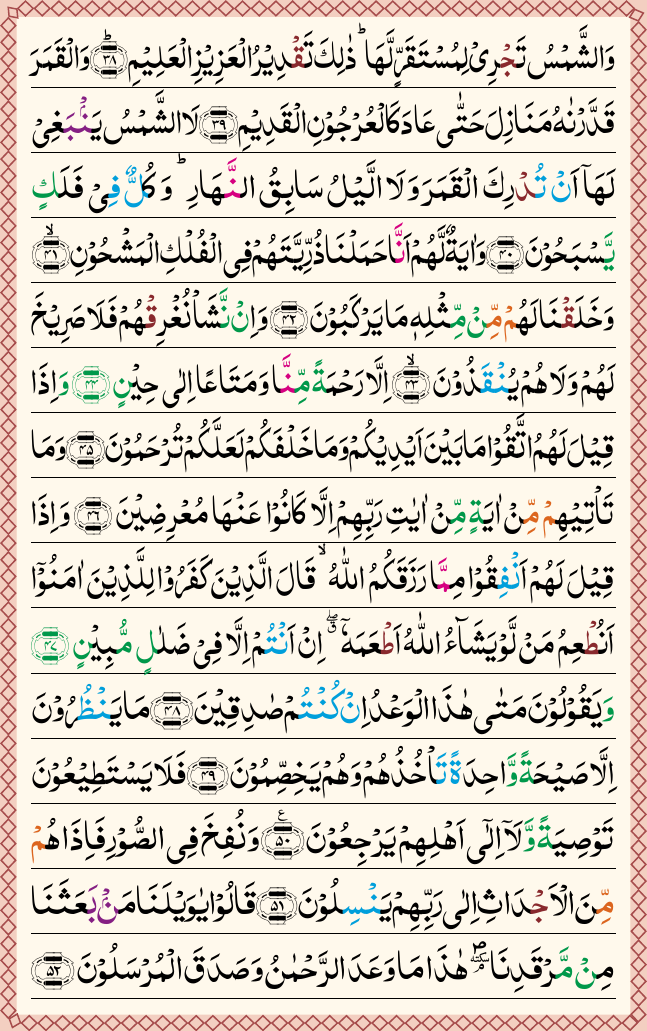 وَالشَّمْسُ تَجْرِىْ لِمُسْتَقَرٍّ لَّهَا ؕ ذٰلِكَ تَقْدِيْرُ الْعَزِيْزِ الْعَلِيْمِ ؕ ﴿۳۸﴾ وَالْقَمَرَ
قَدَّرْنٰهُ مَنَازِلَ حَتّٰى عَادَ كَالْعُرْجُوْنِ الْقَدِيْمِ ﴿۳۹﴾ لَا الشَّمْسُ يَنْۢبَغِىْ
لَهَاۤ اَنْ تُدْرِكَ الْقَمَرَ وَلَا الَّيْلُ سَابِقُ النَّهَارِ ؕ وَكُلٌّ فِىْ فَلَكٍ
يَّسْبَحُوْنَ ﴿۴۰﴾ وَاٰيَةٌ لَّهُمْ اَنَّا حَمَلْنَا ذُرِّيَّتَهُمْ فِى الْفُلْكِ الْمَشْحُوْنِ ۙ ﴿۴۱﴾
وَخَلَقْنَا لَهُمْ مِّنْ مِّثْلِهٖ مَا يَرْكَبُوْنَ ﴿۴۲﴾ وَاِنْ نَّشَاْ نُغْرِقْهُمْ فَلَا صَرِيْخَ
لَهُمْ وَلَا هُمْ يُنْقَذُوْنَ ۙ ﴿۴۳﴾ اِلَّا رَحْمَةً مِّنَّا وَمَتَاعًا اِلٰى حِيْنٍ ﴿۴۴﴾ وَاِذَا
قِيْلَ لَهُمُ اتَّقُوْا مَا بَيْنَ اَيْدِيْكُمْ وَمَا خَلْفَكُمْ لَعَلَّكُمْ تُرْحَمُوْنَ ﴿۴۵﴾ وَمَا
تَاْتِيْهِمْ مِّنْ اٰيَةٍ مِّنْ اٰيٰتِ رَبِّهِمْ اِلَّا كَانُوْا عَنْهَا مُعْرِضِيْنَ ﴿۴۶﴾ وَاِذَا
قِيْلَ لَهُمْ اَنْفِقُوْا مِمَّا رَزَقَكُمُ اللّٰهُ ۙ قَالَ الَّذِيْنَ كَفَرُوْا لِلَّذِيْنَ اٰمَنُوْۤا
اَنُطْعِمُ مَنْ لَّوْ يَشَآءُ اللّٰهُ اَطْعَمَهٗۤ ۖ اِنْ اَنْتُمْ اِلَّا فِىْ ضَلٰلٍ مُّبِيْنٍ ﴿۴۷﴾
وَيَقُوْلُوْنَ مَتٰى هٰذَا الْوَعْدُ اِنْ كُنْتُمْ صٰدِقِيْنَ ﴿۴۸﴾ مَا يَنْظُرُوْنَ
اِلَّا صَيْحَةً وَّاحِدَةً تَاْخُذُهُمْ وَهُمْ يَخِصِّمُوْنَ ﴿۴۹﴾ فَلَا يَسْتَطِيْعُوْنَ
تَوْصِيَةً وَّلَاۤ اِلٰٓى اَهْلِهِمْ يَرْجِعُوْنَ ﴿۵۰﴾ ع وَنُفِخَ فِى الصُّوْرِ فَاِذَا هُمْ
مِّنَ الْاَجْدَاثِ اِلٰى رَبِّهِمْ يَنْسِلُوْنَ ﴿۵۱﴾ قَالُوْا يٰوَيْلَنَا مَنْۢ بَعَثَنَا
مِنْ مَّرْقَدِنَا ۘؐ سكتة هٰذَا مَا وَعَدَ الرَّحْمٰنُ وَصَدَقَ الْمُرْسَلُوْنَ ﴿۵۲﴾